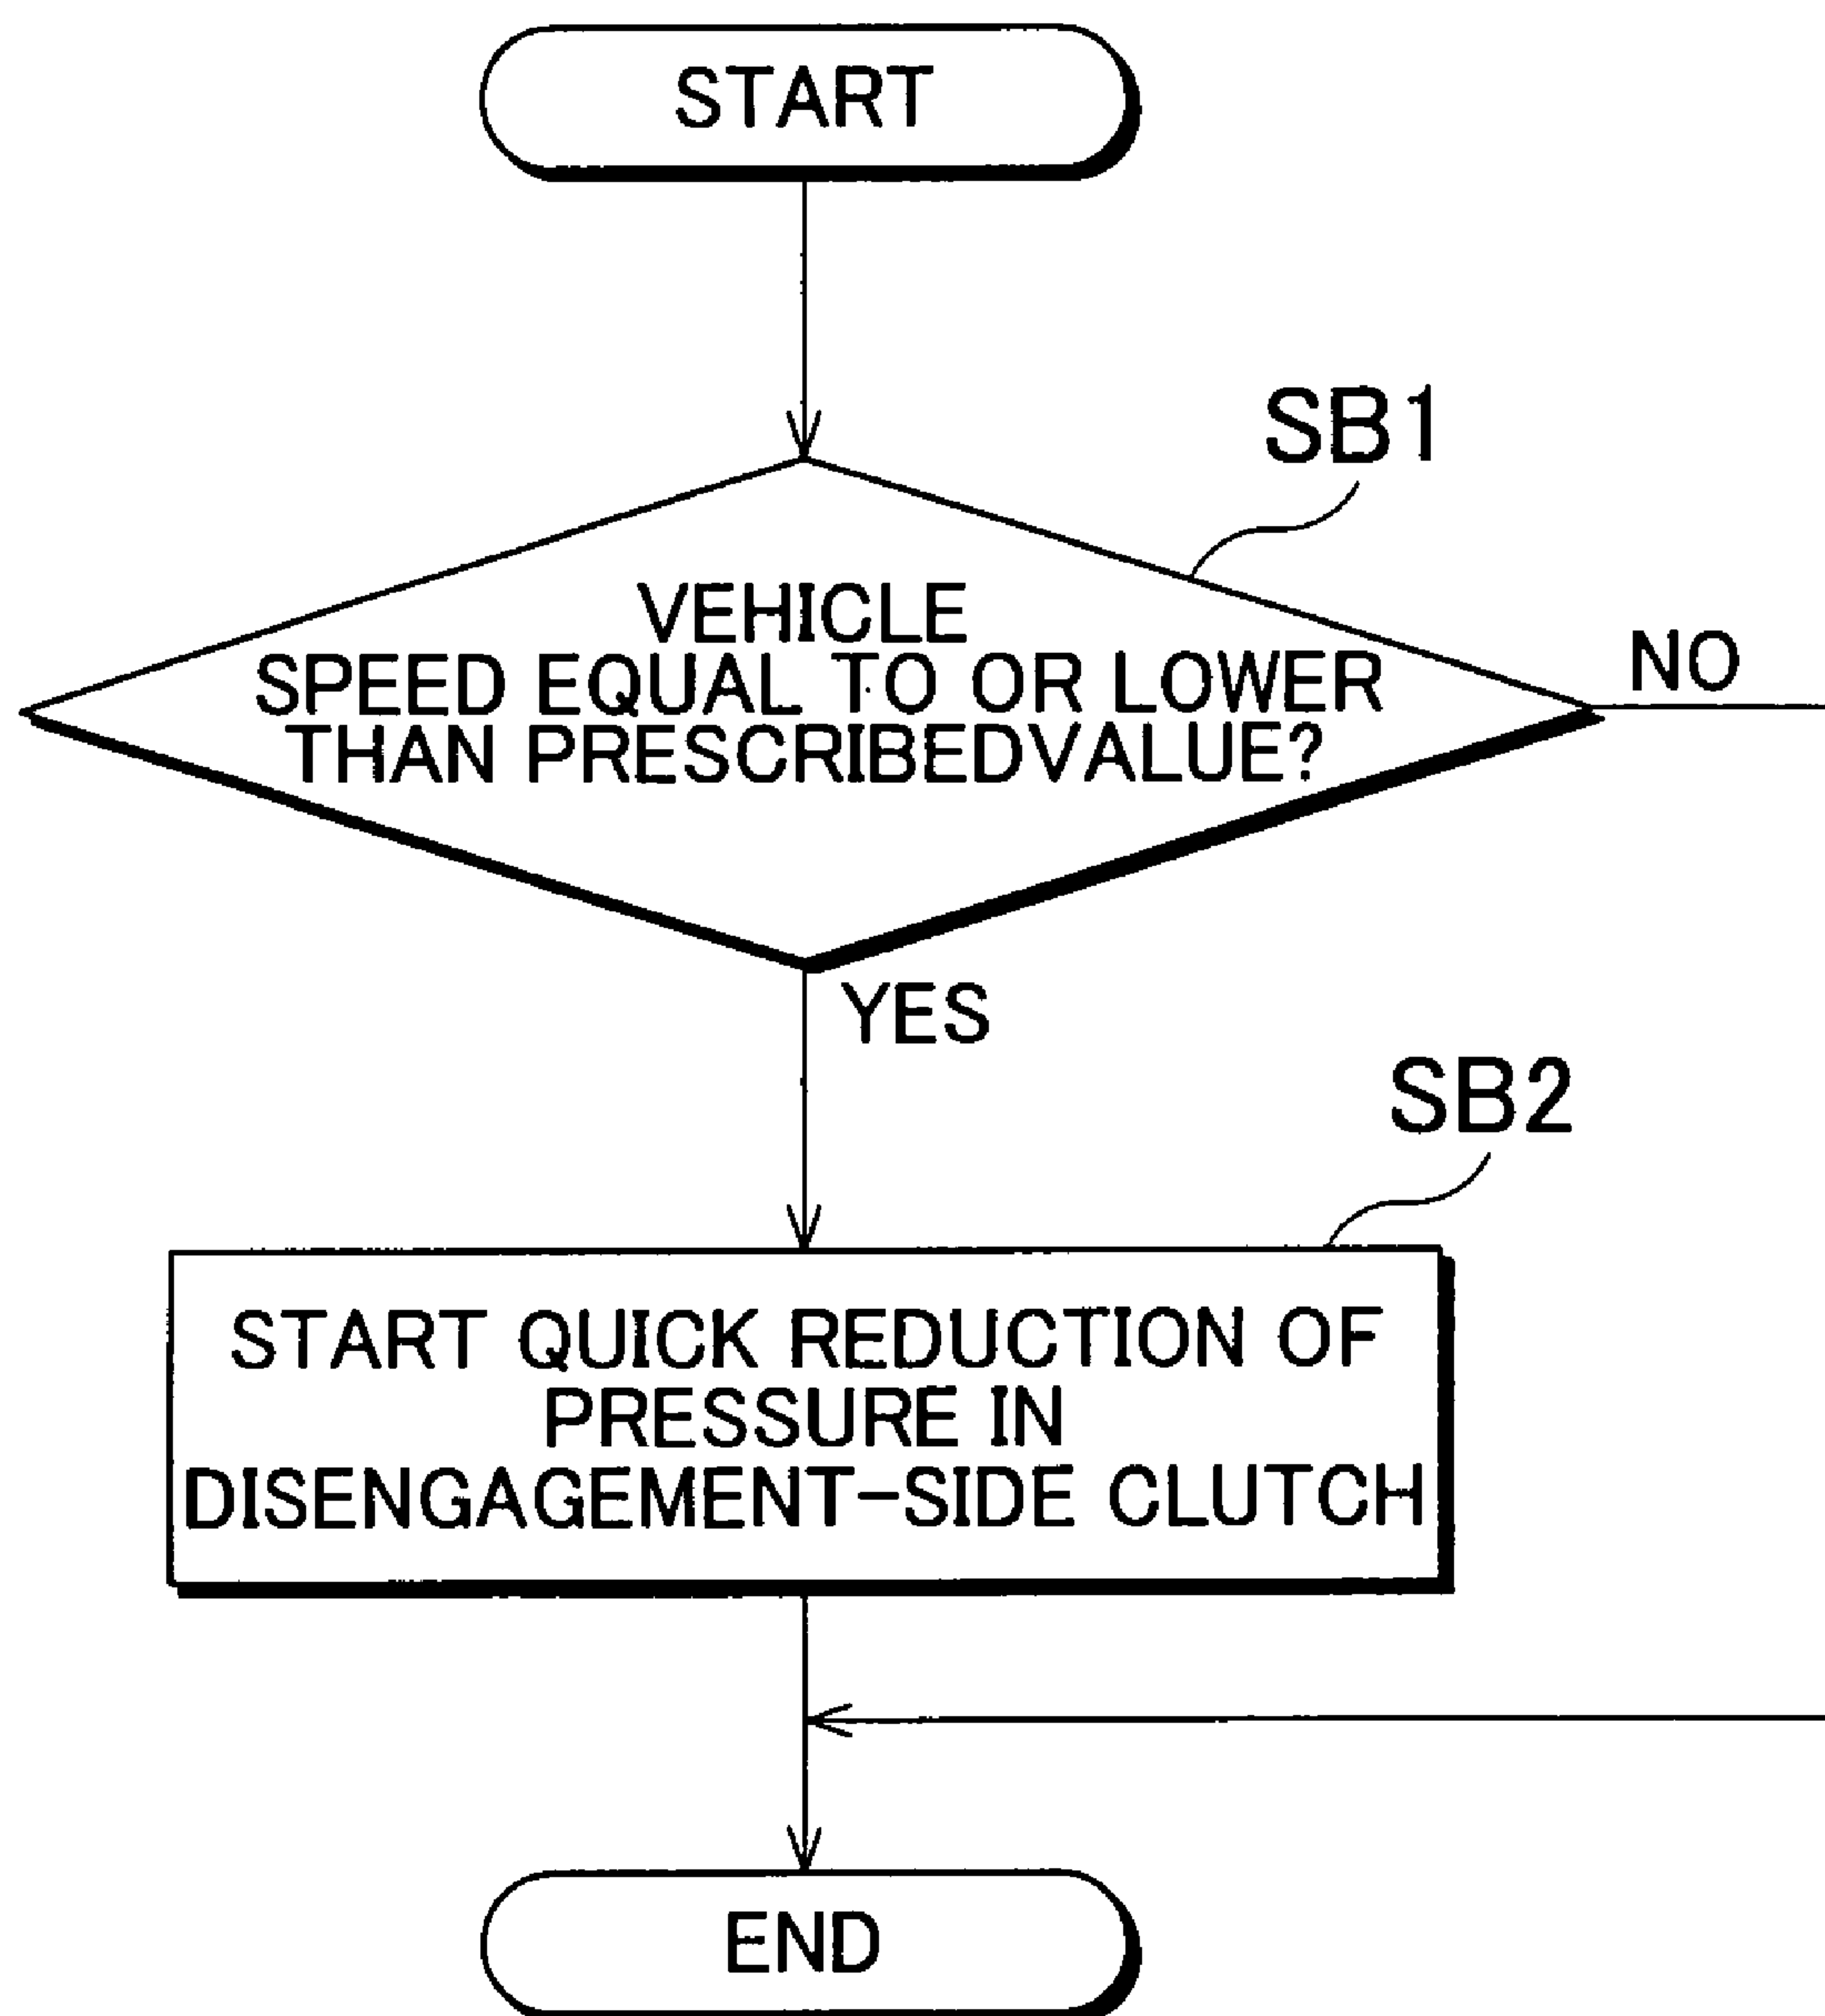 START
SB1
VEHICLE
SPEED EQUAL TO OR LOWER
THAN PRESCRIBEDVALUE?
NO
YES
SB2
START QUICK REDUCTION OF
PRESSURE IN
DISENGAGEMENT-SIDE CLUTCH
END